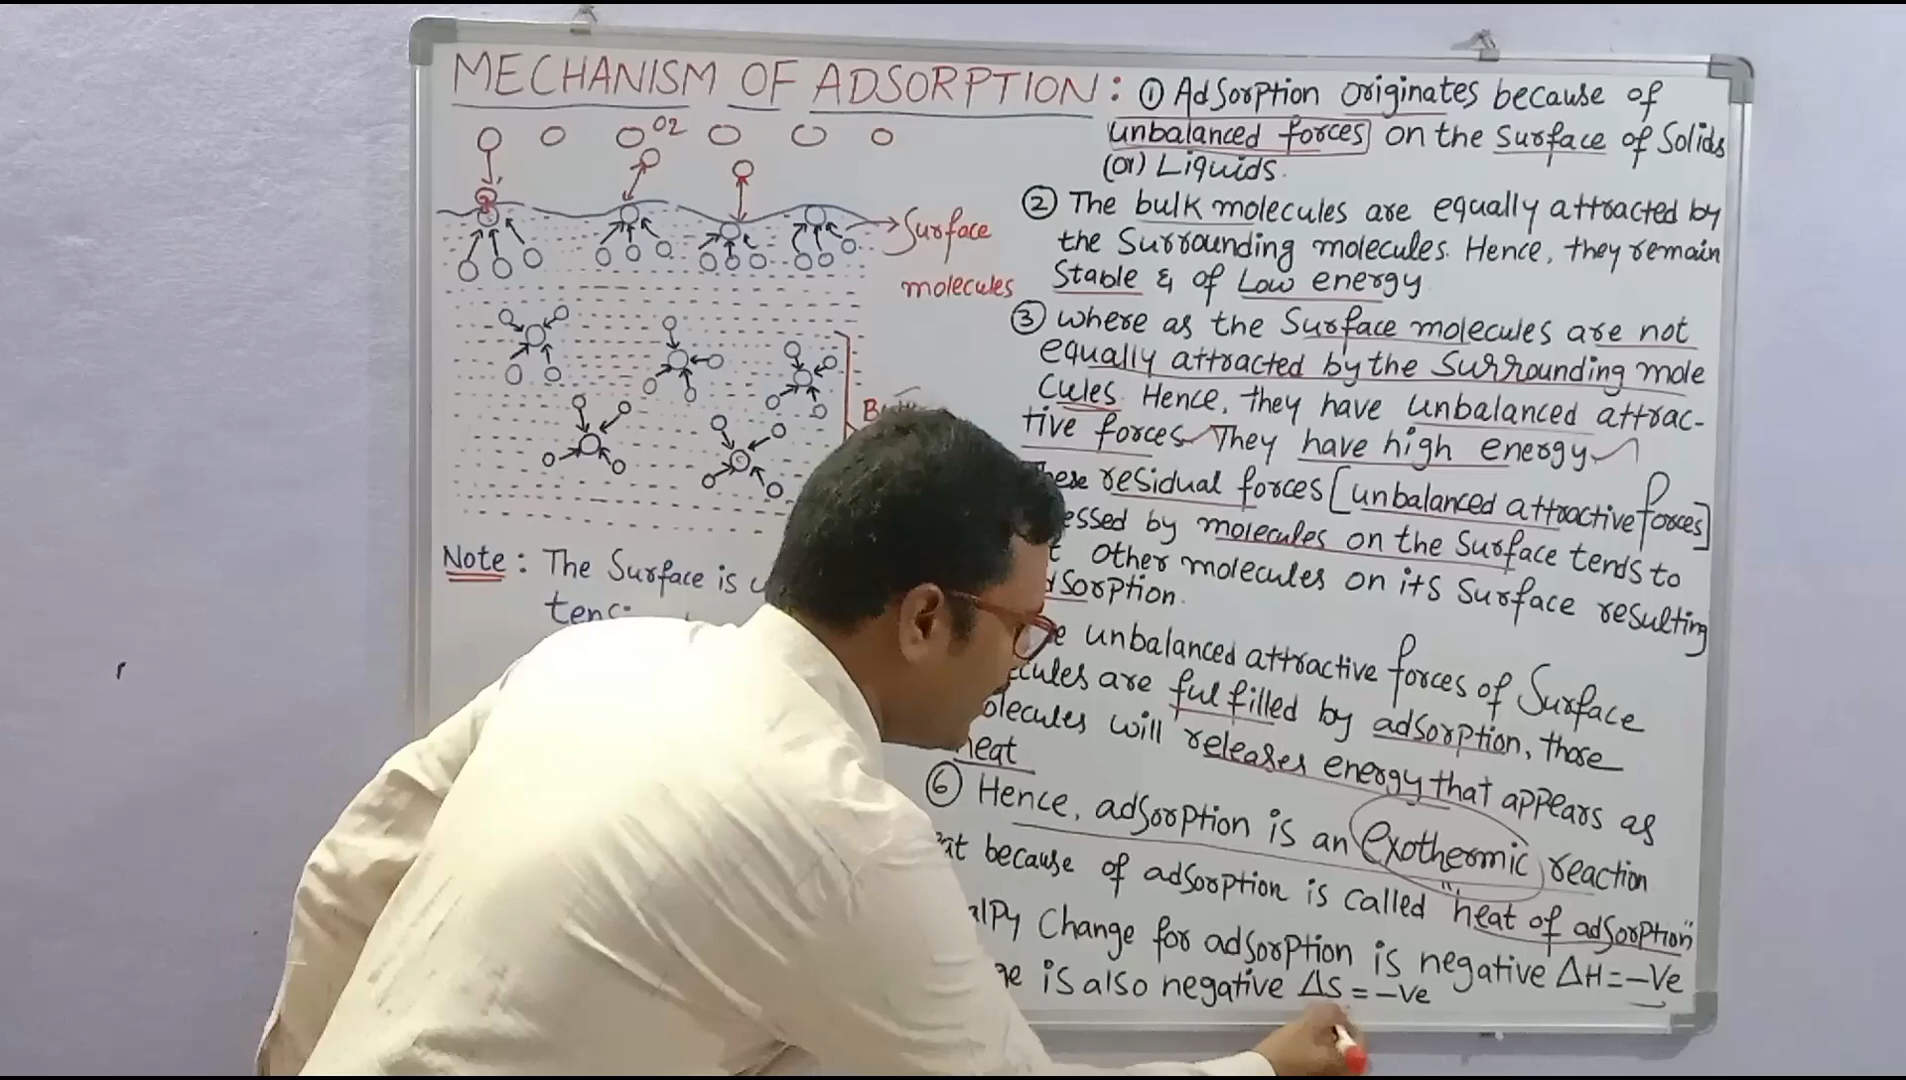 MECHANISM OF ADSORPTION : ① Adsorption originates because of
unbalanced forces] on the surface of Solids
(or) Liquids.
② The bulk molecules are equally attracted by
the Surrounding molecules. Hence, they remain
Stable & of Low energy
③ where as the Surface molecules are not
equally attracted by the Surrounding mole
cules. Hence, they have unbalanced attrac-
tive forces They have high energy
residual forces [unbalanced attractive forces]
by molecules on the Surface tends to
Other molecules on its Surface resulting
unbalanced attractive forces of Surface
are fulfilled by adsorption, those
will releases energy that appears as
heat
⑥ Hence, adsorption is an exothermic reaction
because of adsorption is called "heat of adsorption"
Change for adsorption is negative ΔH = -Ve
is also negative ΔS = -Ve
O2
Surface
molecules
Note : The Surface is